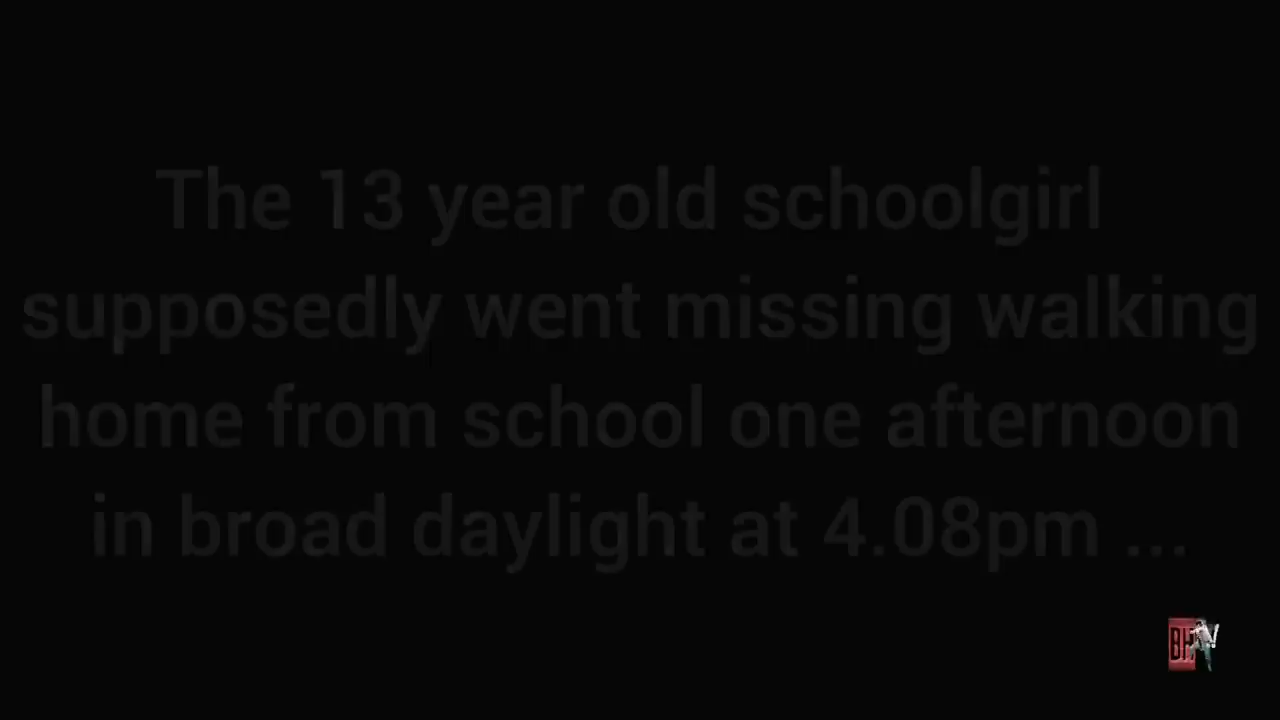 The 13 year old schoolgirl
supposedly went missing walking
home from school one afternoon
in broad daylight at 4.08pm ...
BH